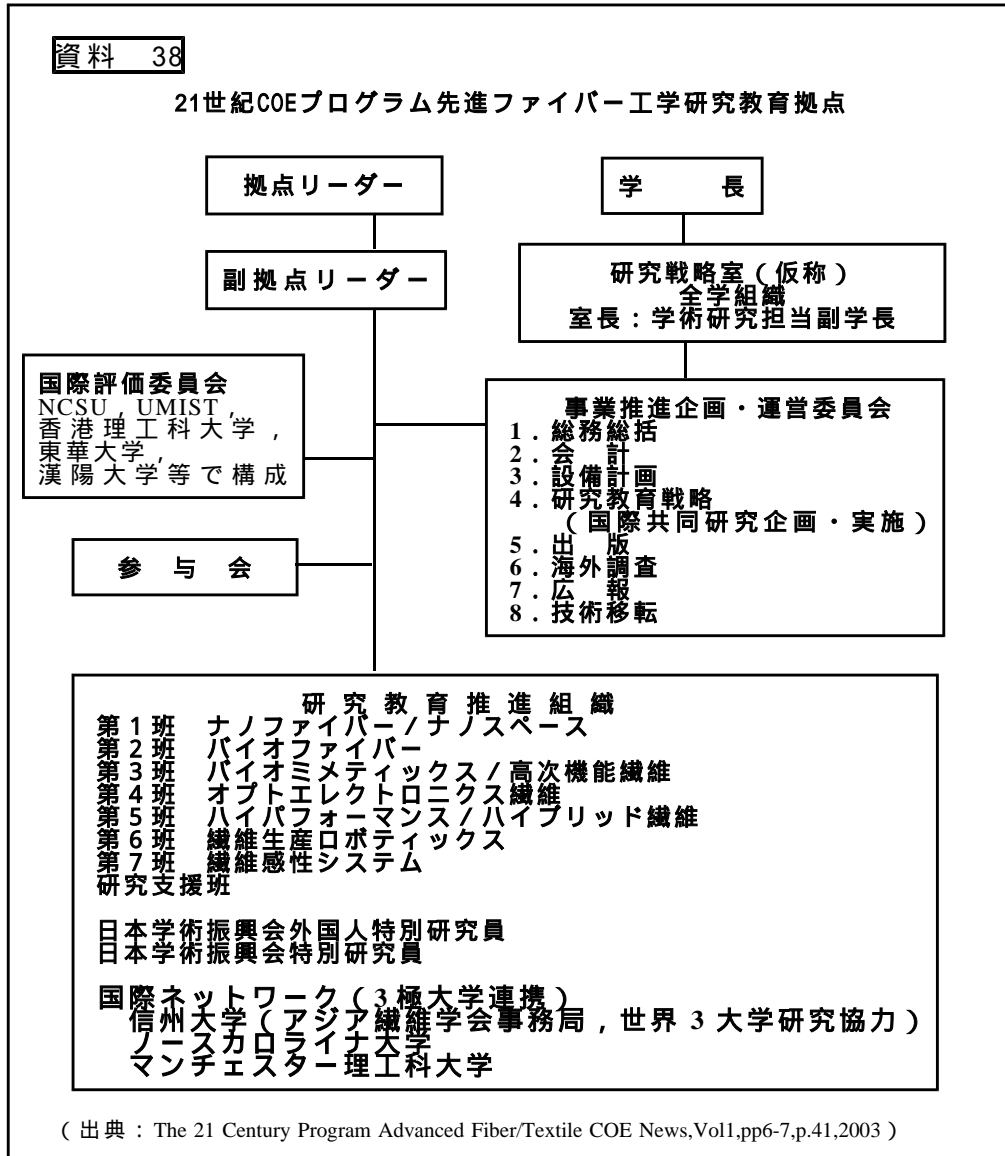 資料　38
21世紀COEプログラム先進ファイバー工学研究教育拠点
拠点リーダー
学　　長
副拠点リーダー
研究戦略室（仮称）
全学組織
室長：学術研究担当副学長
国際評価委員会
NCSU，UMIST，
香港理工科大学，
東華大学，
漢陽大学等で構成
事業推進企画・運営委員会
1．総務総括
2．会　計
3．設備計画
4．研究教育戦略
（国際共同研究企画・実施）
5．出　版
6．海外調査
7．広　報
8．技術移転
参　与　会
研究教育推進組織
第1班　ナノファイバー/ナノスペース
第2班　バイオファイバー
第3班　バイオミメティックス/高次機能繊維
第4班　オプトエレクトロニクス繊維
第5班　ハイパフォーマンス/ハイブリッド繊維
第6班　繊維生産ロボティックス
第7班　繊維感性システム
研究支援班
日本学術振興会外国人特別研究員
日本学術振興会特別研究員
国際ネットワーク（3極大学連携）
信州大学（アジア繊維学会事務局，世界3大学研究協力）
ノースカロライナ大学
マンチェスター理工科大学
（出典：The 21 Century Program Advanced Fiber/Textile COE News,Vol1,pp6-7,p.41,2003）